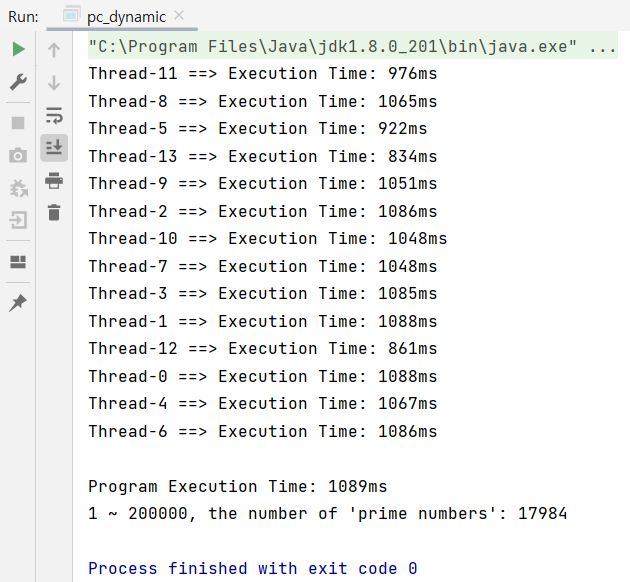 Run: pc_dynamic
"C:\Program Files\Java\jdk1.8.0_201\bin\java.exe" ...
Thread-11 ==> Execution Time: 976ms
Thread-8 ==> Execution Time: 1065ms
Thread-5 ==> Execution Time: 922ms
Thread-13 ==> Execution Time: 834ms
Thread-9 ==> Execution Time: 1051ms
Thread-2 ==> Execution Time: 1086ms
Thread-10 ==> Execution Time: 1048ms
Thread-7 ==> Execution Time: 1048ms
Thread-3 ==> Execution Time: 1085ms
Thread-1 ==> Execution Time: 1088ms
Thread-12 ==> Execution Time: 861ms
Thread-0 ==> Execution Time: 1088ms
Thread-4 ==> Execution Time: 1067ms
Thread-6 ==> Execution Time: 1086ms
Program Execution Time: 1089ms
1 ~ 200000, the number of 'prime numbers': 17984
Process finished with exit code 0